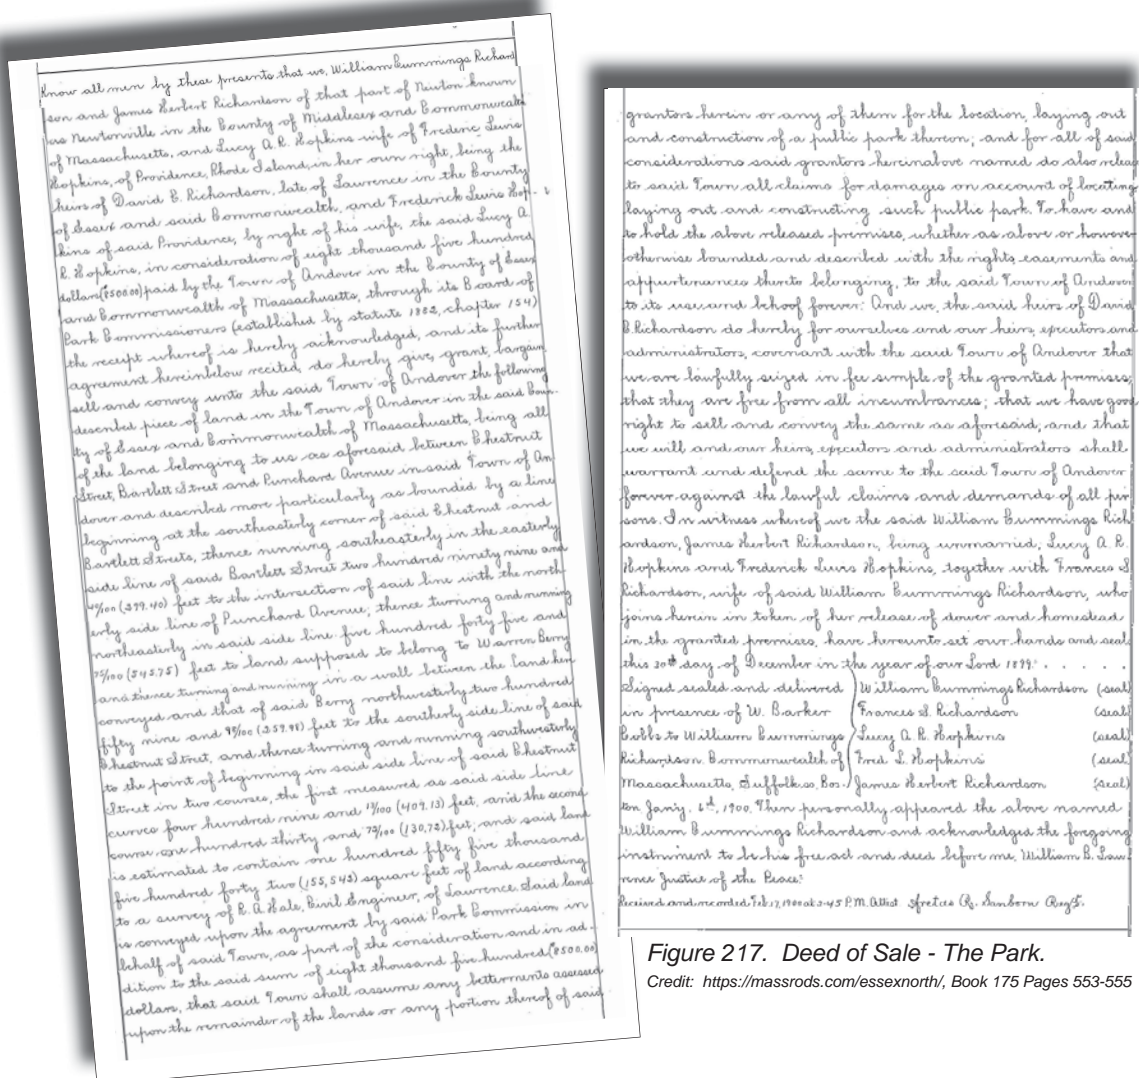 Know all men by these presents that we, William Cummings Richard
son and James Herbert Richardson of that part of Newton known
as Newtonville in the County of Middlesex and Commonwealth
of Massachusetts, and Lucy A. R. Hopkins wife of Frederic Lewis
Hopkins, of Providence, Rhode Island, in her own right, being the
heirs of David C. Richardson, late of Lawrence in the County
of Essex and said Commonwealth, and Frederick Lewis Hop-
kins of said Providence, by right of his wife, the said Lucy A.
R. Hopkins, in consideration of eight thousand five hundred
dollars ($8500.00) paid by the Town of Andover in the County of Essex
and Commonwealth of Massachusetts, through its Board of
Park Commissioners (established by statute 1882, chapter 154)
the receipt whereof is hereby acknowledged, and its further
agreement hereinbelow recited, do hereby give, grant, bargain
sell and convey unto the said Town of Andover the following
described piece of land in the Town of Andover in the said Coun-
ty of Essex and Commonwealth of Massachusetts, being all
of the land belonging to us as aforesaid between Chestnut
Street, Bartlett Street and Punchard Avenue in said Town of An
dover and described more particularly as bounded by a line
beginning at the southeasterly corner of said Chestnut and
Bartlett Streets, thence running southeasterly in the easterly
side line of said Bartlett Street two hundred ninety nine and
40/100 (299.40) feet to the intersection of said line with the north
erly side line of Punchard Avenue; thence turning and running
northeasterly in said side line five hundred forty five and
75/100 (545.75) feet to land supposed to belong to Warren Berry
and thence turning and running in a wall between the land here
conveyed and that of said Berry northwesterly two hundred
fifty nine and 98/100 (259.98) feet to the southerly side line of said
Chestnut Street, and thence turning and running southwesterly
to the point of beginning in said side line of said Chestnut
Street in two courses, the first measured as said side line
curves four hundred nine and 13/100 (409.13) feet, and the second
course one hundred thirty and 73/100 (130.73) feet; and said land
is estimated to contain one hundred fifty five thousand
five hundred forty two (155,542) square feet of land according
to a survey of R. A. Hale, Civil Engineer, of Lawrence. Said land
is conveyed upon the agreement by said Park Commission in
behalf of said Town, as part of the consideration and in ad-
dition to the said sum of eight thousand five hundred ($8500.00)
dollars, that said Town shall assume any betterments assessed
upon the remainder of the lands or any portion thereof of said
grantors herein or any of them for the location, laying out
and construction of a public park thereon; and for all of said
considerations said grantors hereinabove named do also release
to said Town all claims for damages on account of locating
laying out and constructing such public park. To have and
to hold the above released premises, whether as above or however
otherwise bounded and described with the rights, easements and
appurtenances thereto belonging, to the said Town of Andover
to its use and behoof forever. And we, the said heirs of David
C. Richardson do hereby for ourselves and our heirs, executors and
administrators, covenant with the said Town of Andover that
we are lawfully seized in fee simple of the granted premises;
that they are free from all incumbrances; that we have good
right to sell and convey the same as aforesaid, and that
we will and our heirs, executors and administrators shall
warrant and defend the same to the said Town of Andover
forever against the lawful claims and demands of all per
sons. In witness whereof we the said William Cummings Rich
ardson, James Herbert Richardson, being unmarried, Lucy A. R.
Hopkins and Frederick Lewis Hopkins, together with Frances S
Richardson, wife of said William Cummings Richardson, who
joins herein in token of her release of dower and homestead
in the granted premises, have hereunto set our hands and seals
this 30th day of December in the year of our Lord 1899. . . . . .
Signed sealed and delivered William Cummings Richardson (seal)
in presence of W. Barker Frances S. Richardson (seal)
Cobb to William Cummings Lucy A. R. Hopkins (seal)
Richardson. Commonwealth of Fred L. Hopkins (seal)
Massachusetts, Suffolk ss. Bos. James Herbert Richardson (seal)
ton Jan'y. 6th, 1900. Then personally appeared the above named
William Cummings Richardson and acknowledged the foregoing
instrument to be his free act and deed before me, William B. Law
rence Justice of the Peace.
Received and recorded Feb. 17, 1900 at 3-45 P.M. Attest. Sanborn Reg'r.
Figure 217. Deed of Sale - The Park.
Credit: https://massrods.com/essexnorth/, Book 175 Pages 553-555